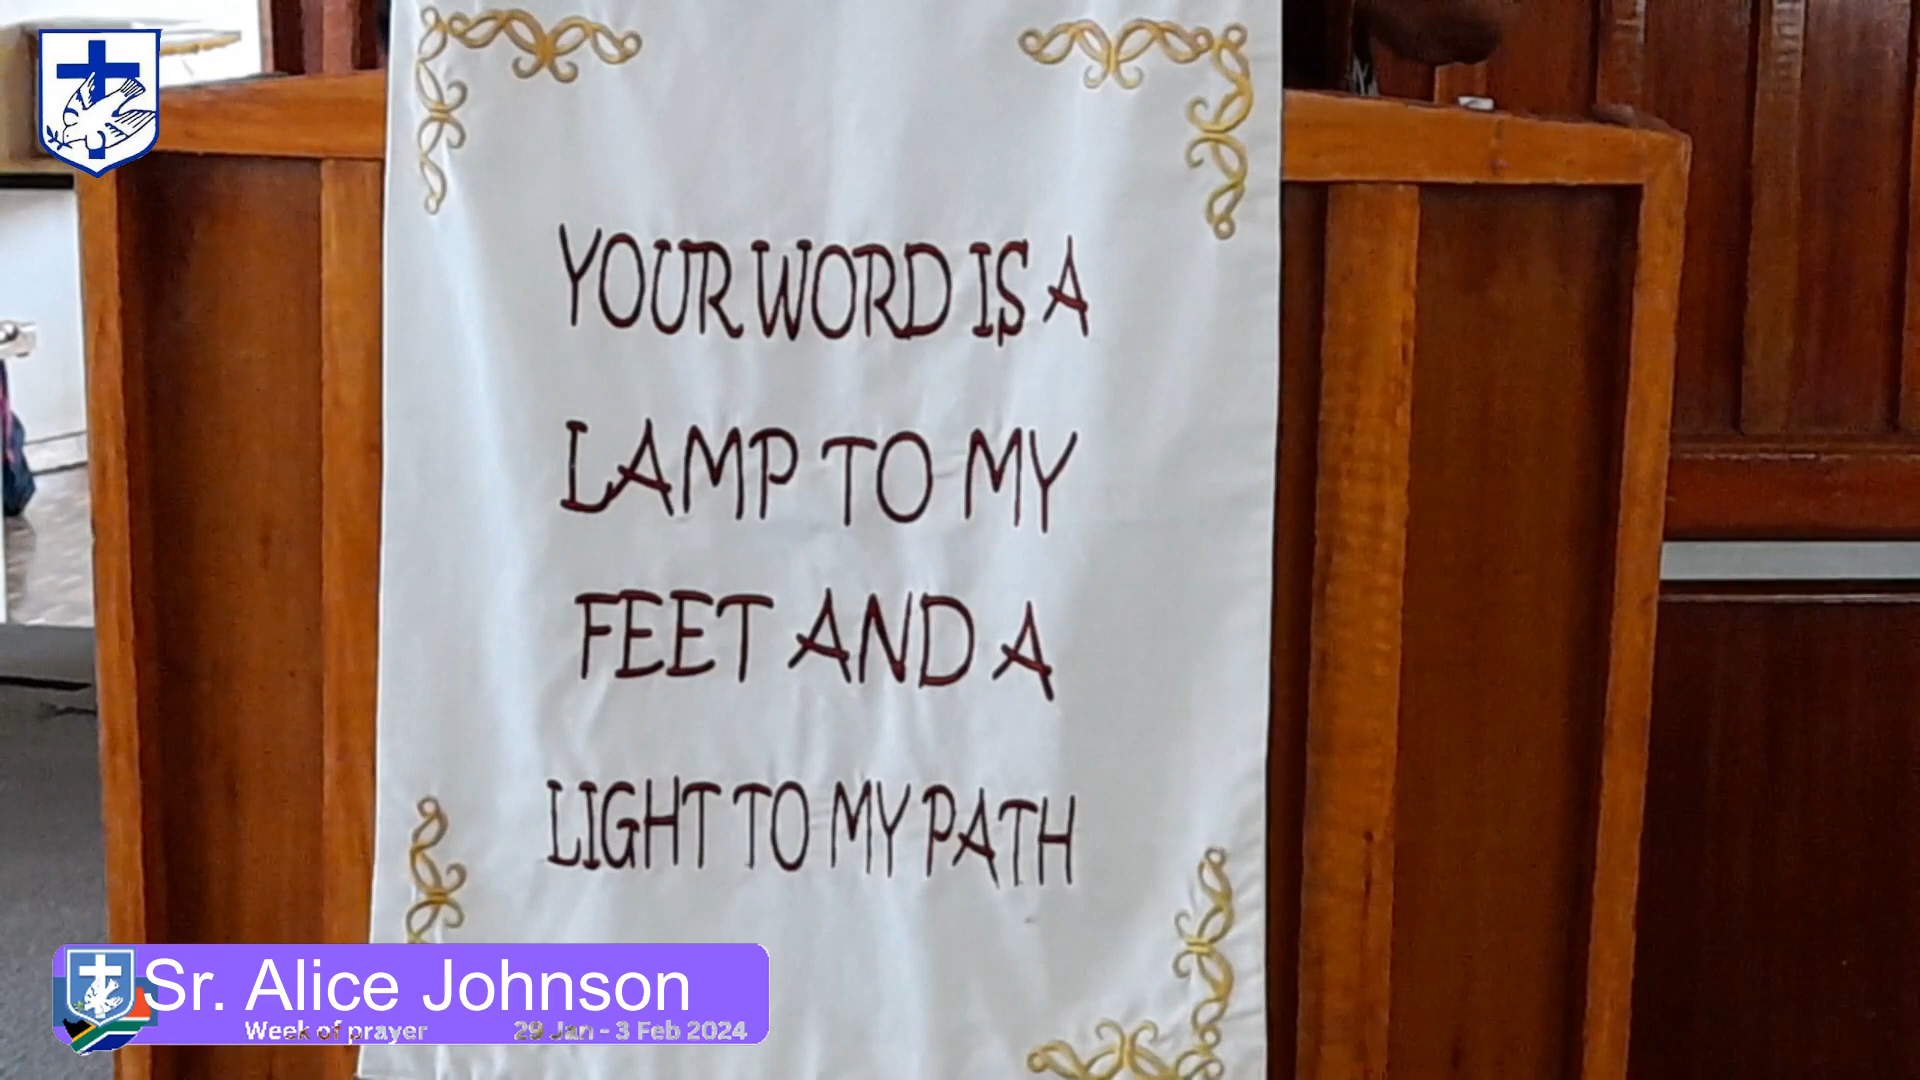 YOUR WORD IS A
LAMP TO MY
FEET AND A
LIGHT TO MY PATH
Sr. Alice Johnson
Week of prayer 29 Jan - 3 Feb 2024